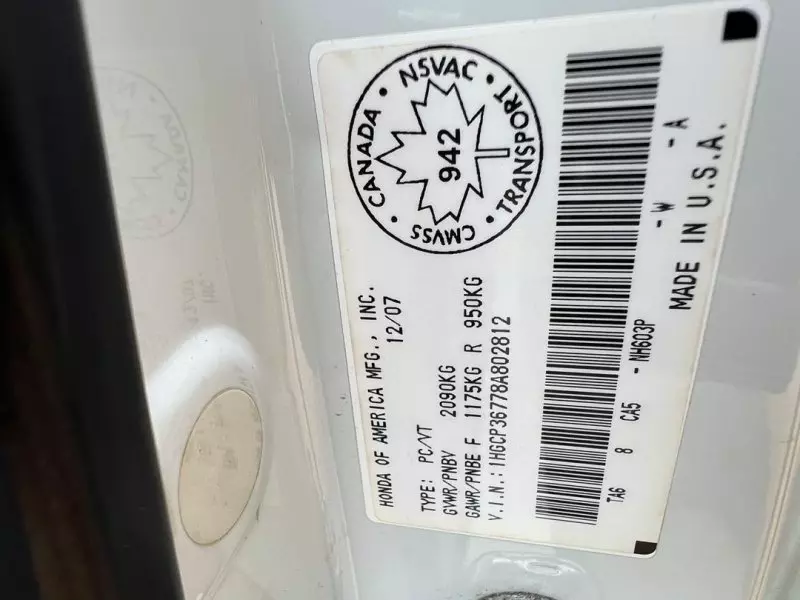 HONDA OF AMERICA MFG., INC.
12/07
TYPE: PC/VT
GVWR/PNBV 2090KG
GAWR/PNBE F 1175KG R 950KG
V.I.N.: 1HGCP36778A802812
TA6 8 CA5 - NH603P - W - A
MADE IN U.S.A.
CANADA • NSVAC • TRANSPORT • CMVSS •
942